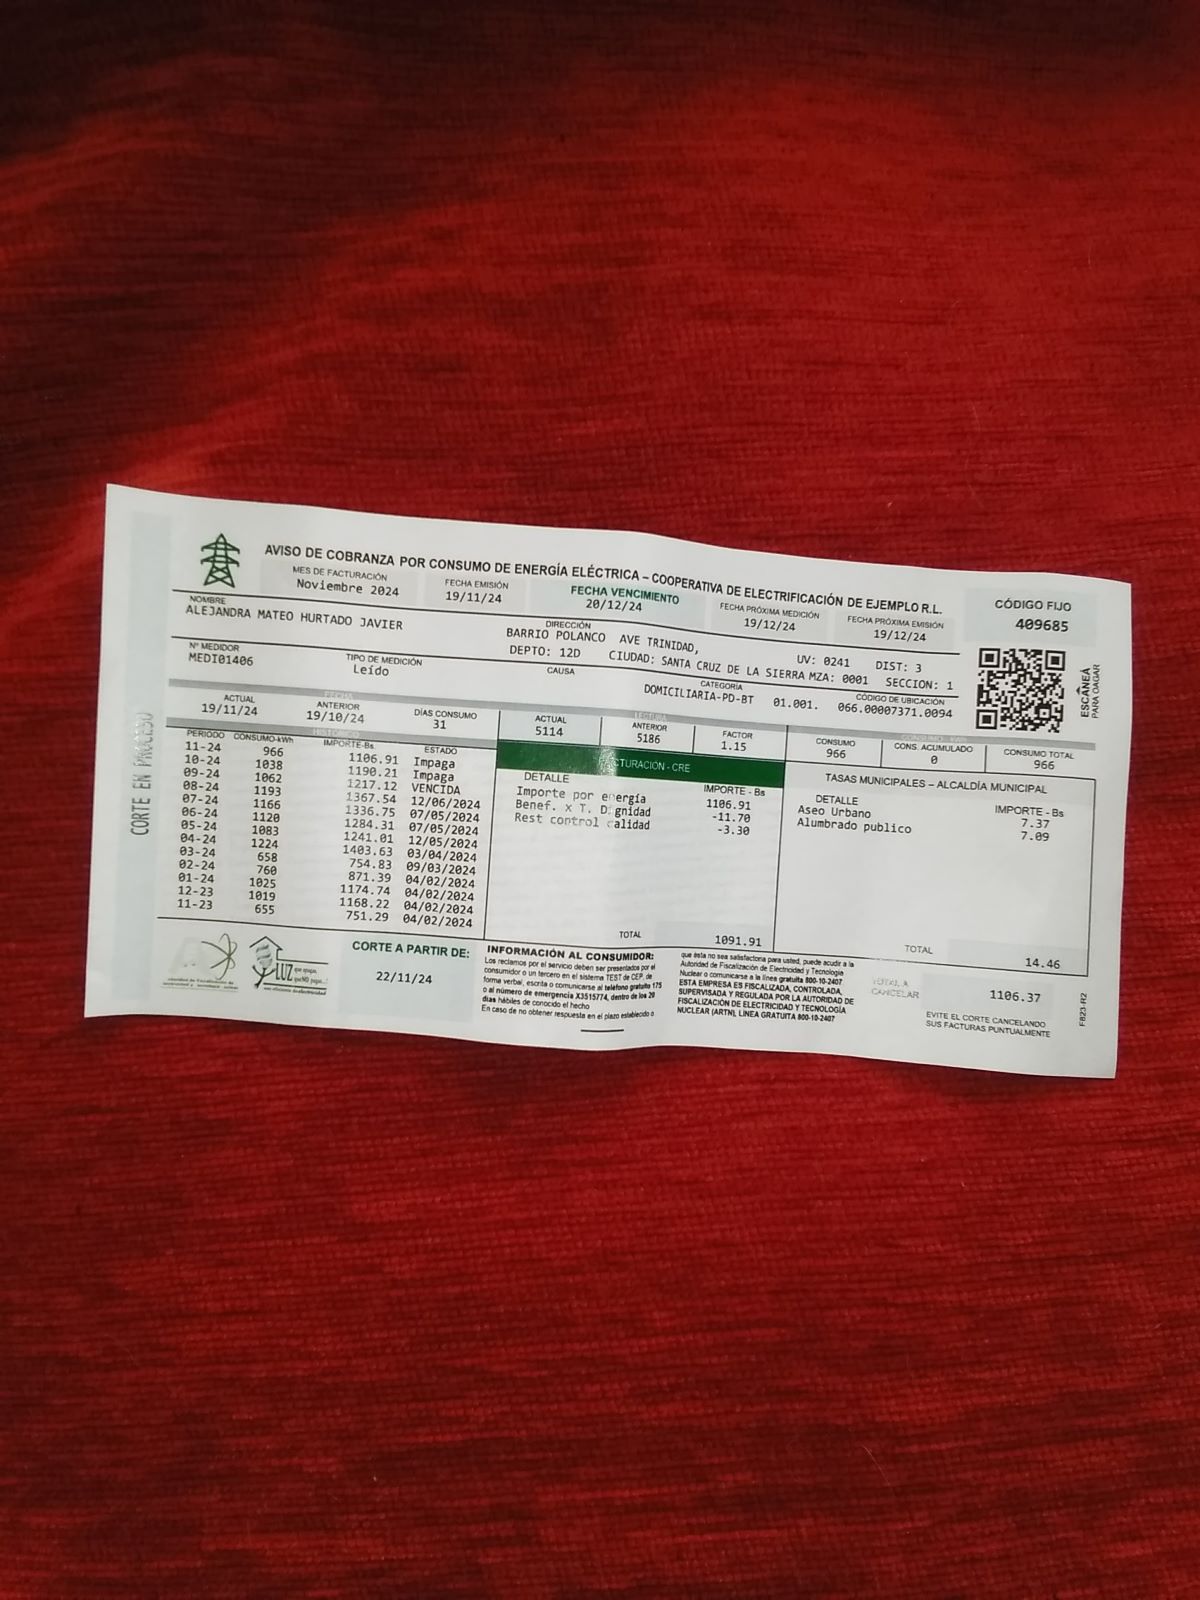 AVISO DE COBRANZA POR CONSUMO DE ENERGÍA ELÉCTRICA – COOPERATIVA DE ELECTRIFICACIÓN DE EJEMPLO R.L.
MES DE FACTURACIÓN
Noviembre 2024
FECHA EMISIÓN
19/11/24
FECHA VENCIMIENTO
20/12/24
FECHA PRÓXIMA MEDICIÓN
19/12/24
FECHA PRÓXIMA EMISIÓN
19/12/24
CÓDIGO FIJO
409685
NOMBRE
ALEJANDRA MATEO HURTADO JAVIER
DIRECCIÓN
BARRIO POLANCO AVE TRINIDAD,
UV: 0241 DIST: 3
DEPTO: 12D CIUDAD: SANTA CRUZ DE LA SIERRA MZA: 0001 SECCION: 1
Nº MEDIDOR
MEDI01406
TIPO DE MEDICIÓN
Leído
CAUSA
CATEGORÍA
DOMICILIARIA-PD-BT
01.001.
CÓDIGO DE UBICACIÓN
066.00007371.0094
ESCÁNEA
PARA PAGAR
FECHA
ACTUAL
19/11/24
ANTERIOR
19/10/24
DÍAS CONSUMO
31
LECTURA
ACTUAL
5114
ANTERIOR
5186
FACTOR
1.15
CONSUMO - kWh
CONSUMO
966
CONS. ACUMULADO
0
CONSUMO TOTAL
966
CORTE EN PROCESO
HISTÓRICO
PERIODO CONSUMO-kWh IMPORTE-Bs. ESTADO
11-24 966 1106.91 Impaga
10-24 1038 1190.21 Impaga
09-24 1062 1217.12 VENCIDA
08-24 1193 1367.54 12/06/2024
07-24 1166 1336.75 07/05/2024
06-24 1120 1284.31 07/05/2024
05-24 1083 1241.01 12/05/2024
04-24 1224 1403.63 03/04/2024
03-24 658 754.83 09/03/2024
02-24 760 871.39 04/02/2024
01-24 1025 1174.74 04/02/2024
12-23 1019 1168.22 04/02/2024
11-23 655 751.29 04/02/2024
CTURACIÓN - CRE
DETALLE IMPORTE - Bs
Importe por energía 1106.91
Benef. x T. Dignidad -11.70
Rest control calidad -3.30
TOTAL 1091.91
TASAS MUNICIPALES – ALCALDÍA MUNICIPAL
DETALLE IMPORTE - Bs
Aseo Urbano 7.37
Alumbrado publico 7.09
TOTAL 14.46
LUZ que apagas,
luz que NO pagas...!
CORTE A PARTIR DE:
22/11/24
INFORMACIÓN AL CONSUMIDOR:
Los reclamos por el servicio deben ser presentados por el
consumidor o un tercero en el sistema TEST de CEP, de
forma verbal, escrita o comunicarse al teléfono gratuito 175
o al número de emergencia X3515774, dentro de los 20
días hábiles de conocido el hecho
En caso de no obtener respuesta en el plazo establecido o
que ésta no sea satisfactoria para usted, puede acudir a la
Autoridad de Fiscalización de Electricidad y Tecnología
Nuclear o comunicarse a la línea gratuita 800-10-2407
ESTA EMPRESA ES FISCALIZADA, CONTROLADA,
SUPERVISADA Y REGULADA POR LA AUTORIDAD DE
FISCALIZACIÓN DE ELECTRICIDAD Y TECNOLOGÍA
NUCLEAR (ARTN), LINEA GRATUITA 800-10-2407
TOTAL A
CANCELAR
1106.37
EVITE EL CORTE CANCELANDO
SUS FACTURAS PUNTUALMENTE
F823-R2